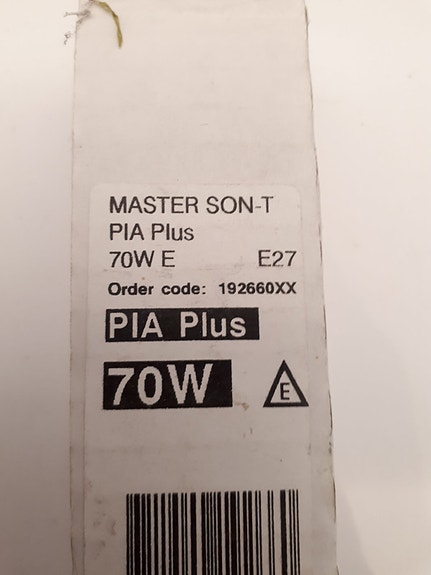 MASTER SON-T
PIA Plus
70W E E27
Order code: 192660XX
PIA Plus
70W E